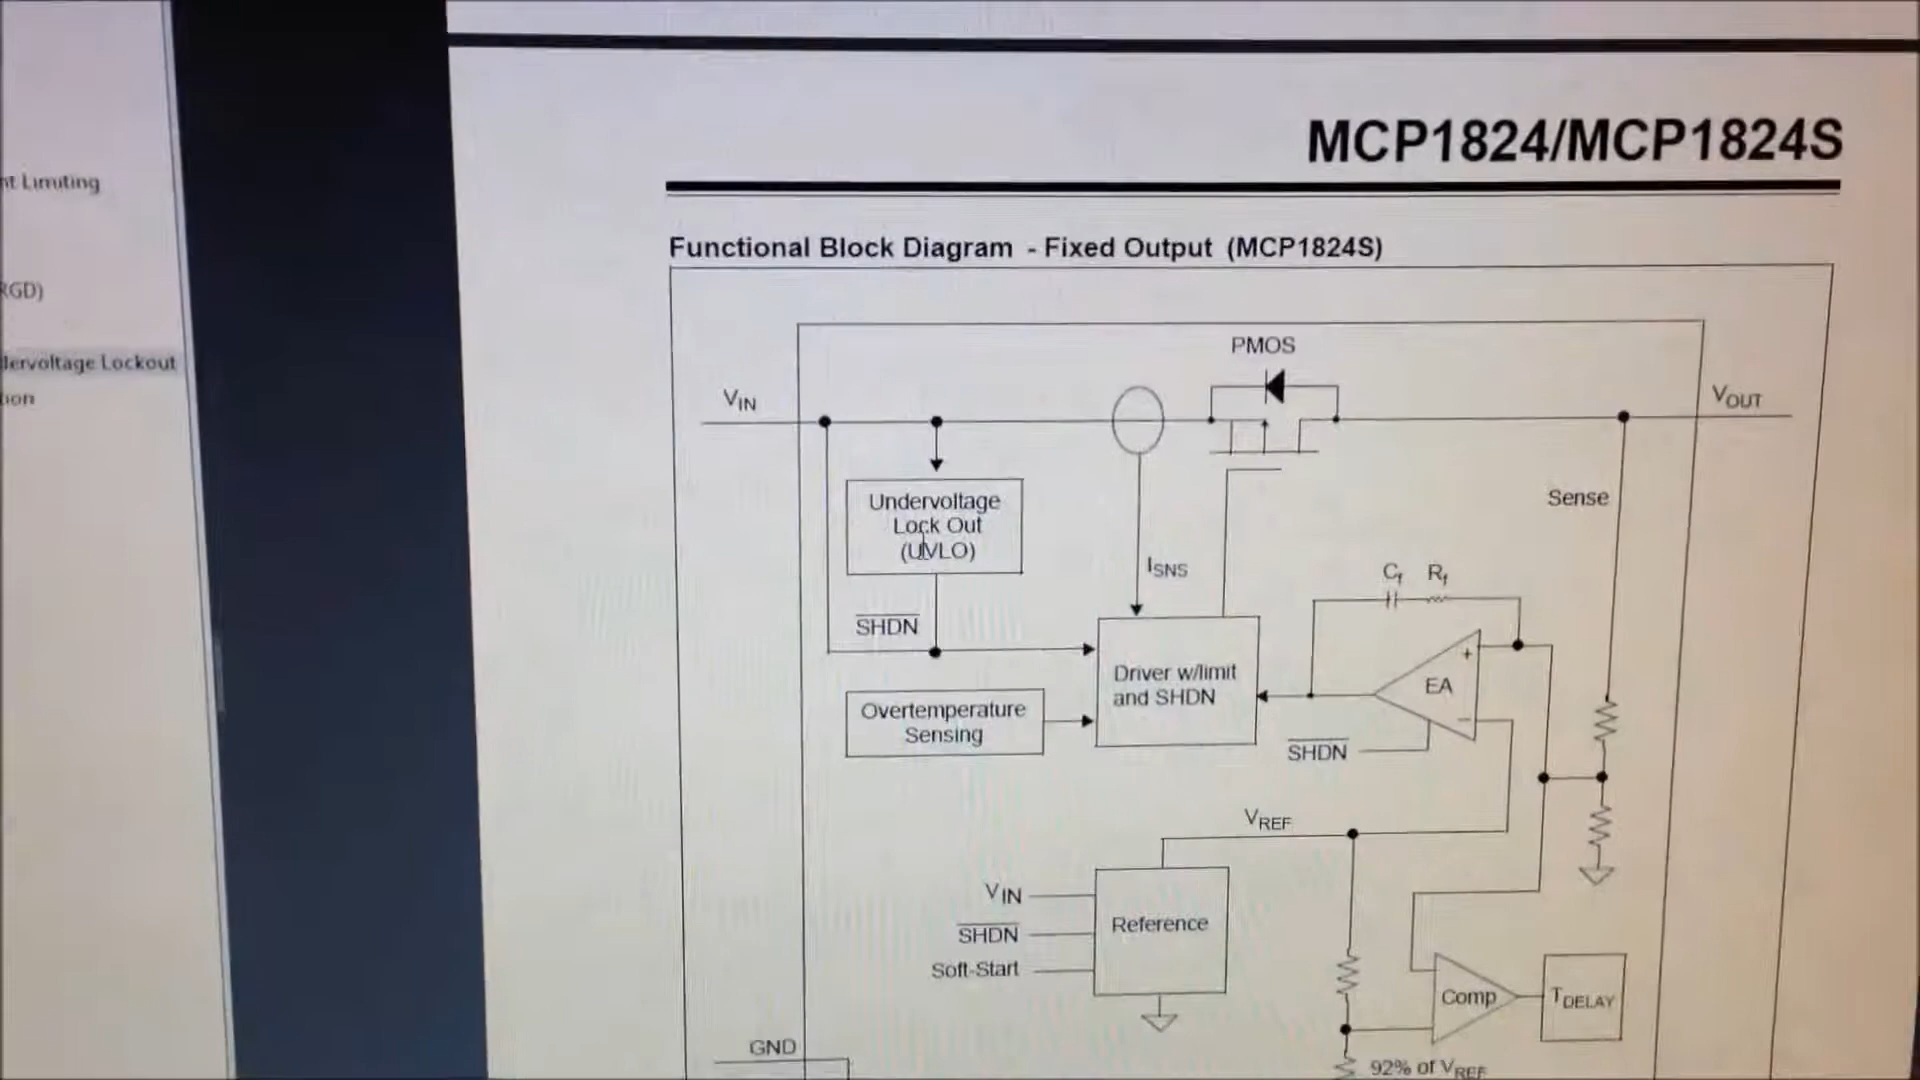 MCP1824/MCP1824S
nt Limiting
Functional Block Diagram - Fixed Output (MCP1824S)
RGD)
PMOS
dervoltage Lockout
VIN
VOUT
Undervoltage
Lock Out
(UVLO)
Sense
ISNS
Cf Rf
SHDN
Driver w/limit
and SHDN
+
EA
−
Overtemperature
Sensing
SHDN
VREF
VIN
SHDN
Soft-Start
Reference
Comp
TDELAY
GND
92% of VREF